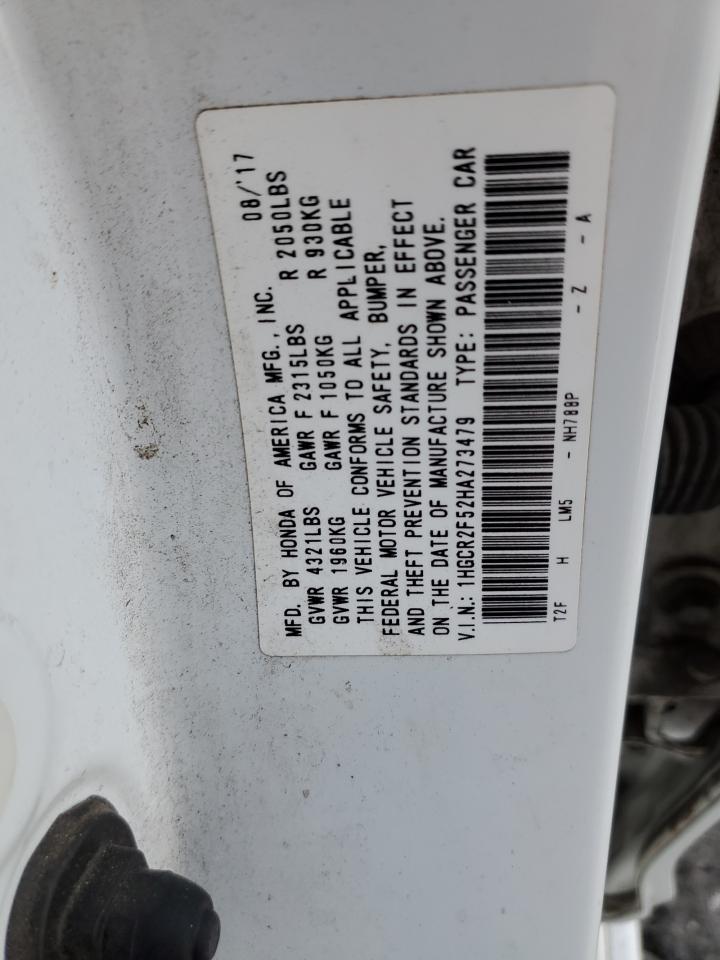 MFD. BY HONDA OF AMERICA MFG., INC. 08/'17
GVWR 4321LBS GAWR F 2315LBS R 2050LBS
GVWR 1960KG GAWR F 1050KG R 930KG
THIS VEHICLE CONFORMS TO ALL APPLICABLE
FEDERAL MOTOR VEHICLE SAFETY, BUMPER,
AND THEFT PREVENTION STANDARDS IN EFFECT
ON THE DATE OF MANUFACTURE SHOWN ABOVE.
V.I.N.: 1HGCR2F52HA273479 TYPE: PASSENGER CAR
T2F H LM5 - NH788P - Z - A